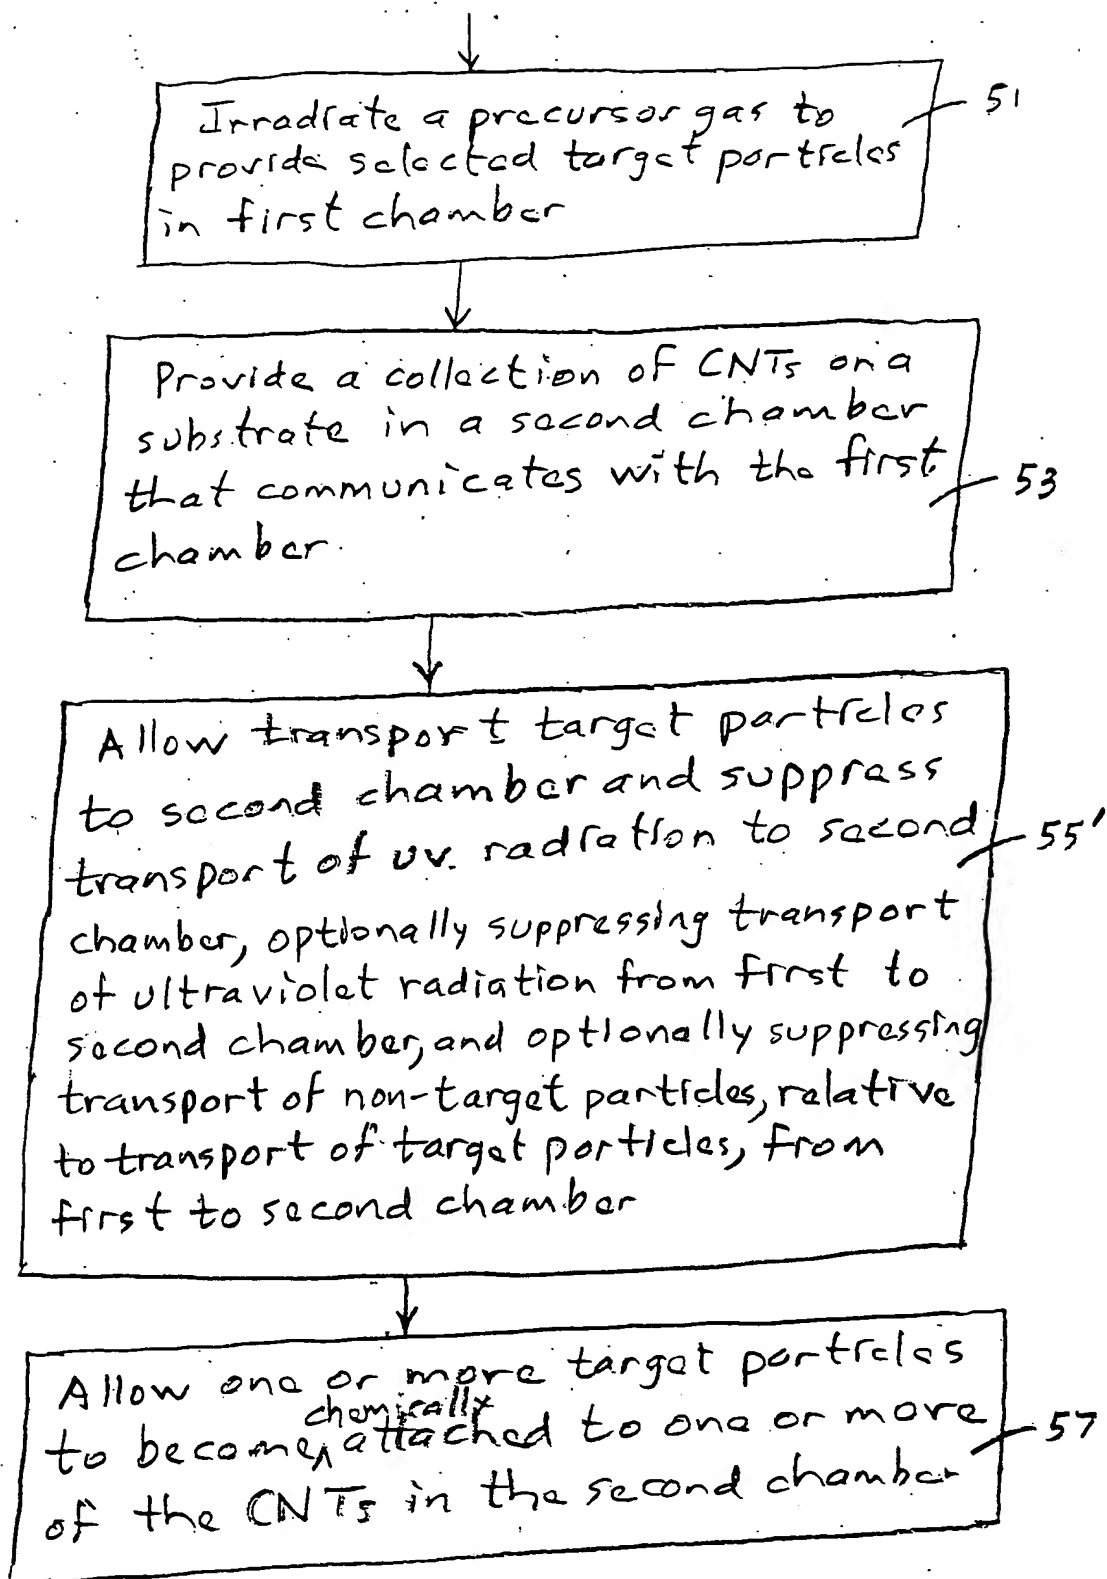 Irradiate a precursor gas to
provide selected target particles
in first chamber
51
Provide a collection of CNTs on a
substrate in a second chamber
that communicates with the first
chamber.
53
Allow transport target particles
to second chamber and suppress
transport of uv. radiation to second
chamber, optionally suppressing transport
of ultraviolet radiation from first to
second chamber, and optionally suppressing
transport of non-target particles, relative
to transport of target particles, from
first to second chamber
55'
Allow one or more target particles
to become chemically attached to one or more
of the CNTs in the second chamber
57